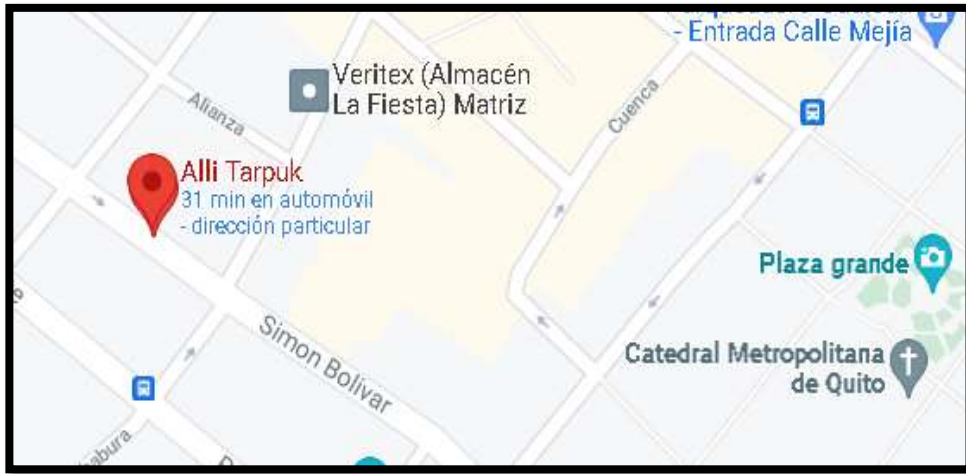 - Entrada Calle Mejía
Veritex (Almacén
La Fiesta) Matriz
Alianza
Cuenca
Alli Tarpuk
31 min en automóvil
- dirección particular
Plaza grande
Simon Bolivar
Catedral Metropolitana
de Quito